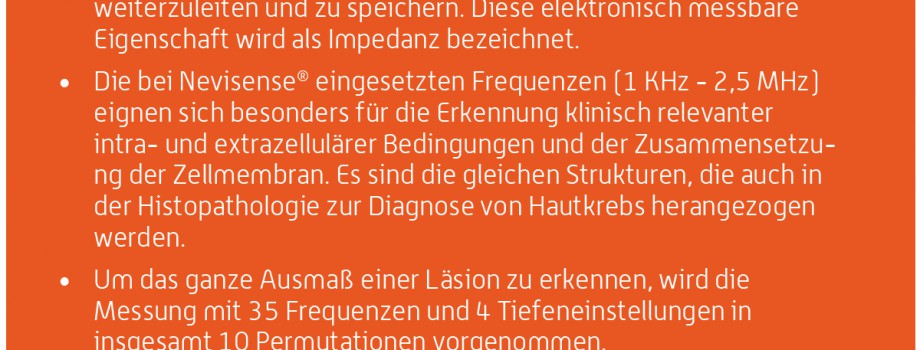 weiterzuleiten und zu speichern. Diese elektronisch messbare
Eigenschaft wird als Impedanz bezeichnet.
• Die bei Nevisense® eingesetzten Frequenzen (1 KHz - 2,5 MHz)
eignen sich besonders für die Erkennung klinisch relevanter
intra- und extrazellulärer Bedingungen und der Zusammensetzu-
ng der Zellmembran. Es sind die gleichen Strukturen, die auch in
der Histopathologie zur Diagnose von Hautkrebs herangezogen
werden.
• Um das ganze Ausmaß einer Läsion zu erkennen, wird die
Messung mit 35 Frequenzen und 4 Tiefeneinstellungen in
insgesamt 10 Permutationen vorgenommen.